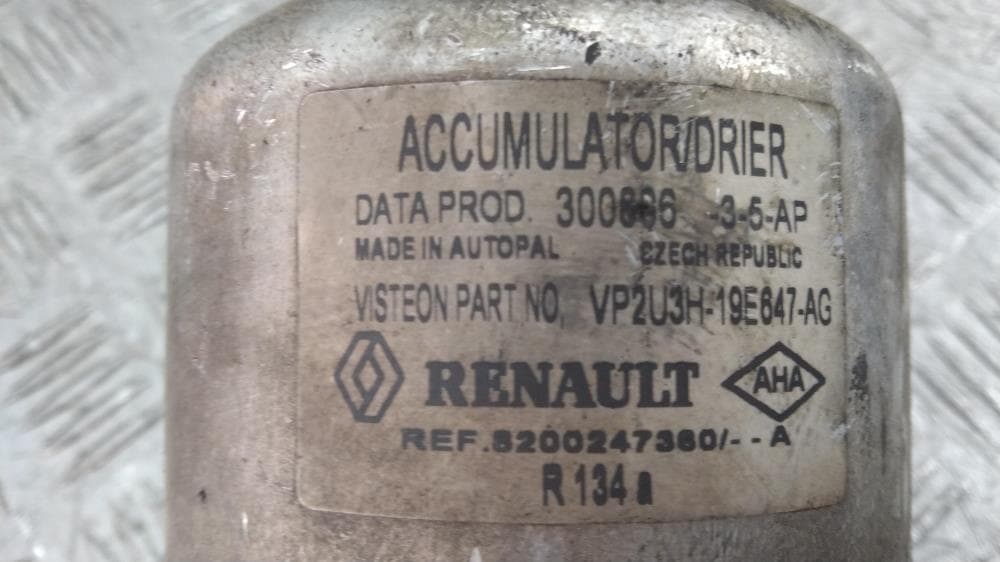 ACCUMULATOR/DRIER
DATA PROD. -3-5-AP
MADE IN AUTOPAL CZECH REPUBLIC
VISTEON PART NO, VP2U3H-19E647-AG
RENAULT AHA
REF.8200247360/--A
R 134 a